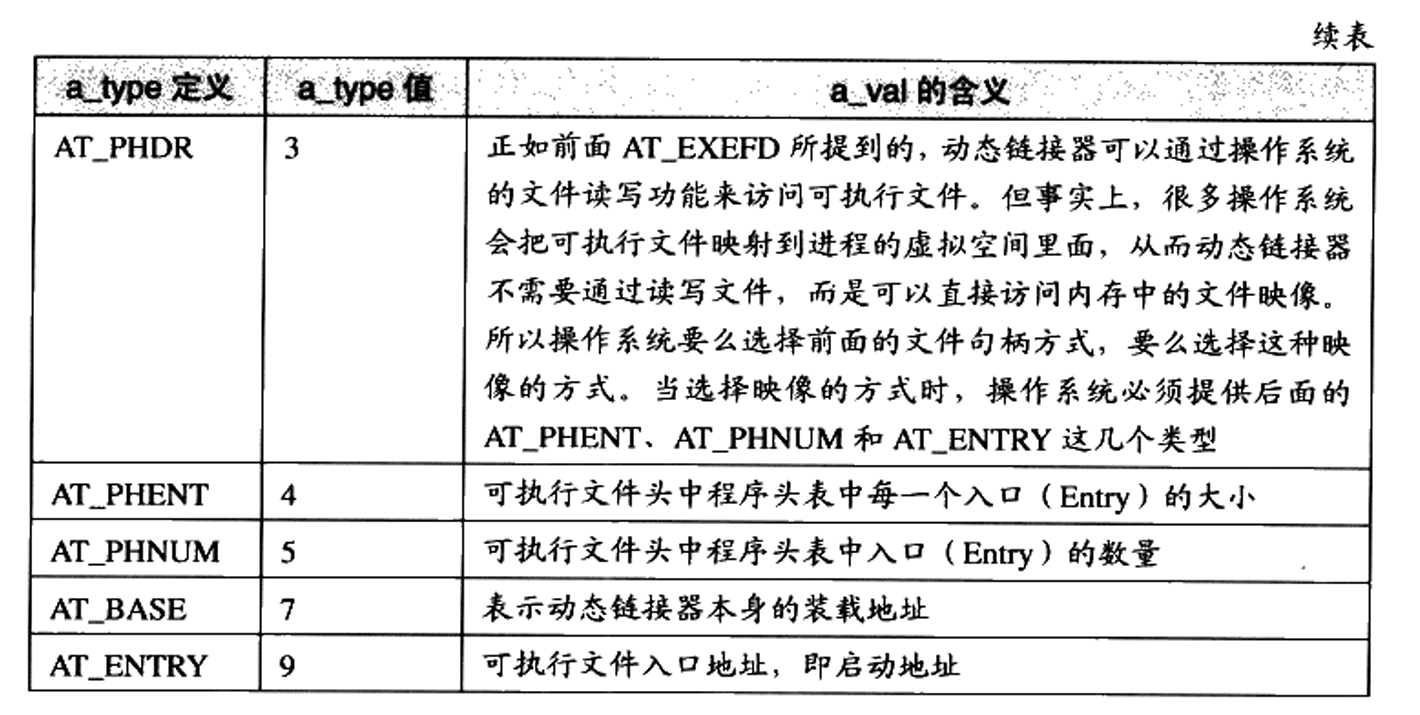 续表
a_type 定义 a_type 值 a_val 的含义
AT_PHDR 3 正如前面 AT_EXEFD 所提到的，动态链接器可以通过操作系统
的文件读写功能来访问可执行文件。但事实上，很多操作系统
会把可执行文件映射到进程的虚拟空间里面，从而动态链接器
不需要通过读写文件，而是可以直接访问内存中的文件映像。
所以操作系统要么选择前面的文件句柄方式，要么选择这种映
像的方式。当选择映像的方式时，操作系统必须提供后面的
AT_PHENT、AT_PHNUM 和 AT_ENTRY 这几个类型
AT_PHENT 4 可执行文件头中程序头表中每一个入口（Entry）的大小
AT_PHNUM 5 可执行文件头中程序头表中入口（Entry）的数量
AT_BASE 7 表示动态链接器本身的装载地址
AT_ENTRY 9 可执行文件入口地址，即启动地址